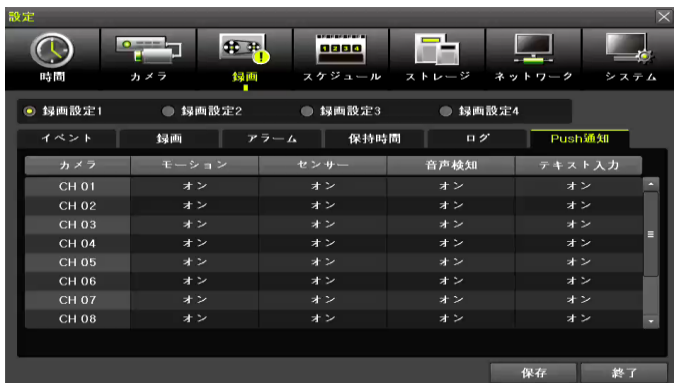 設定
時間 カメラ 録画 スケジュール ストレージ ネットワーク システム
録画設定1 録画設定2 録画設定3 録画設定4
イベント 録画 アラーム 保持時間 ログ Push通知
カメラ モーション センサー 音声検知 テキスト入力
CH 01 オン オン オン オン
CH 02 オン オン オン オン
CH 03 オン オン オン オン
CH 04 オン オン オン オン
CH 05 オン オン オン オン
CH 06 オン オン オン オン
CH 07 オン オン オン オン
CH 08 オン オン オン オン
保存 終了